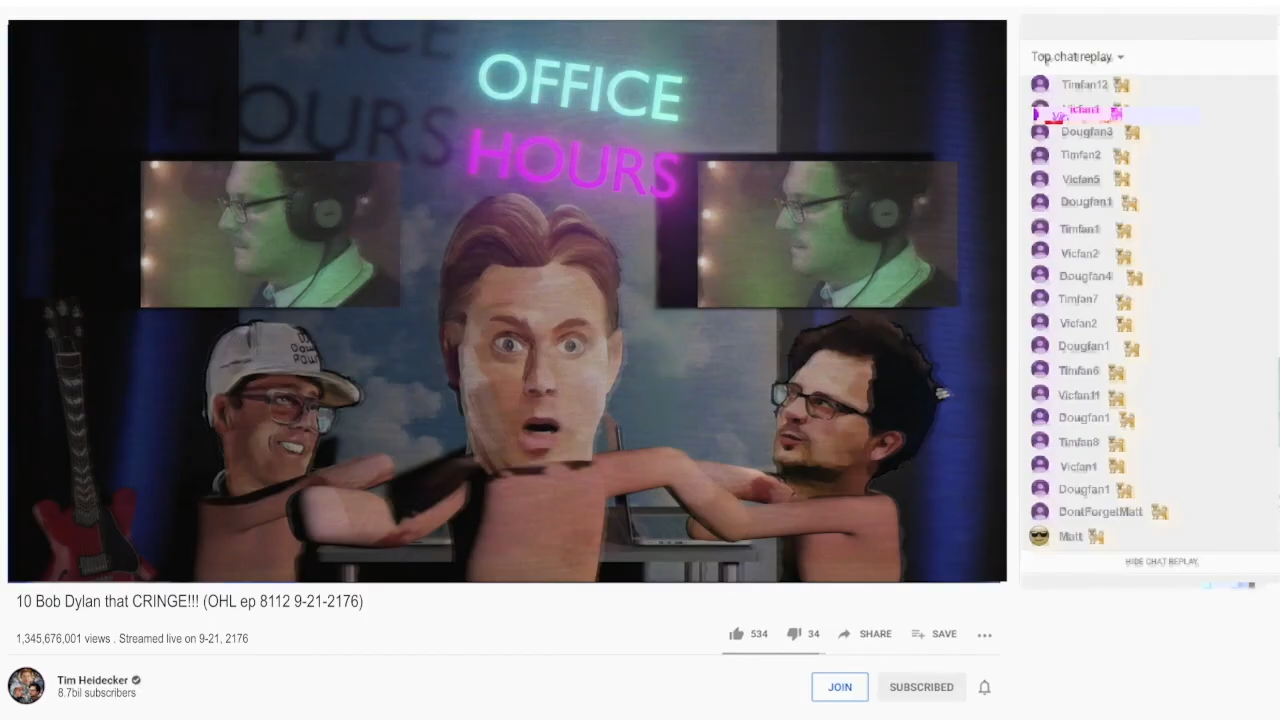 OFFICE
HOURS
OFFICE
HOURS
10 Bob Dylan that CRINGE!!! (OHL ep 8112 9-21-2176)
1,345,676,001 views . Streamed live on 9-21, 2176
534
34
SHARE
SAVE
Tim Heidecker
8.7bil subscribers
JOIN
SUBSCRIBED
Top chat replay
Timfan12
Vicfan1
Dougfan3
Timfan2
Vicfan5
Dougfan1
Timfan1
Vicfan2
Dougfan4
Timfan7
Vicfan2
Dougfan1
Timfan6
Vicfan11
Dougfan1
Timfan8
Vicfan1
Dougfan1
DontForgetMatt
Matt
HIDE CHAT REPLAY